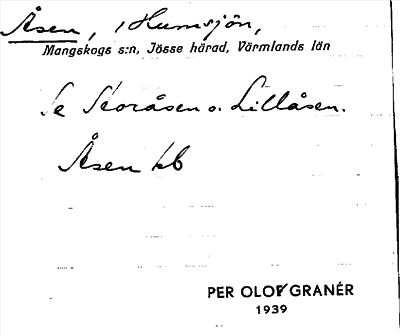 Åsen, i Humsjön,
Mangskogs s:n, Jösse härad, Värmlands län
Se Storåsen o. Lillåsen.
Åsen kb
PER OLOF GRANÉR
1939